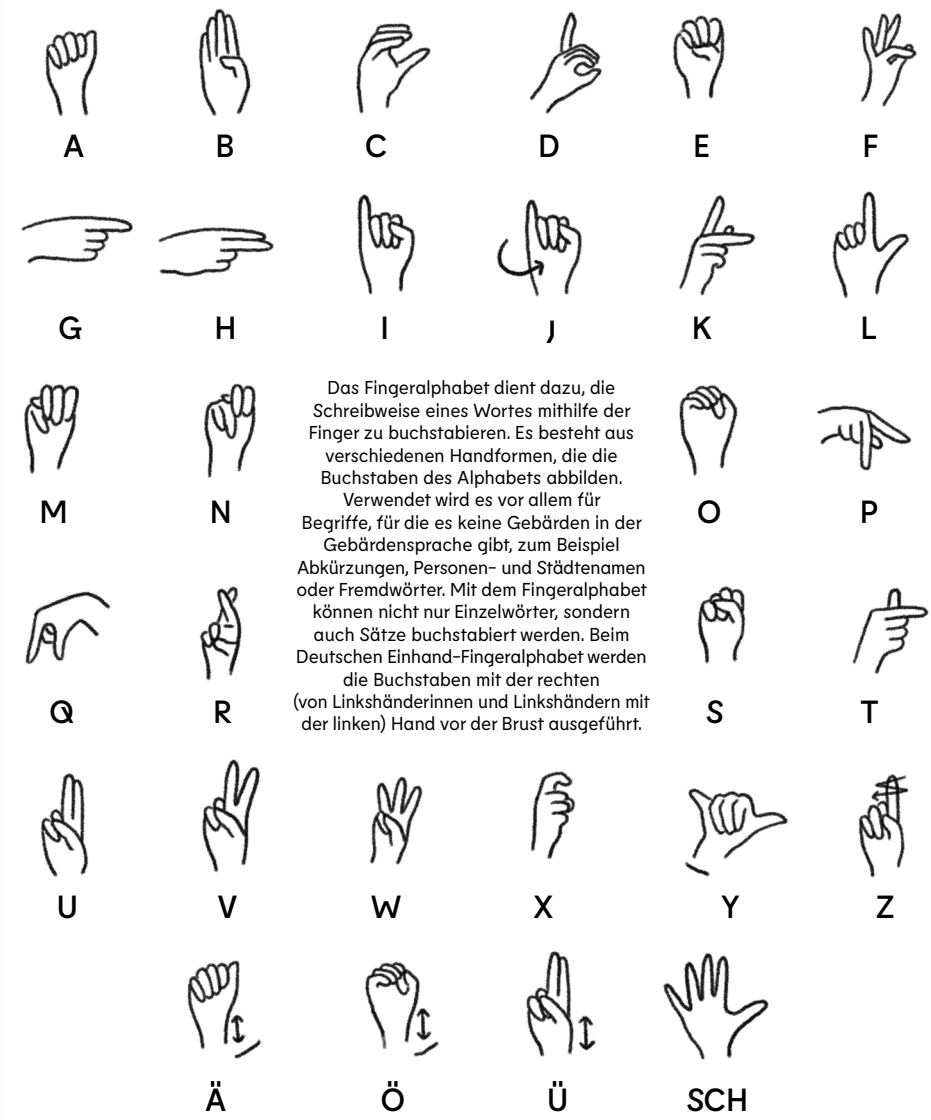 A B C D E F
G H I J K L
Das Fingeralphabet dient dazu, die
Schreibweise eines Wortes mithilfe der
Finger zu buchstabieren. Es besteht aus
verschiedenen Handformen, die die
Buchstaben des Alphabets abbilden.
Verwendet wird es vor allem für
Begriffe, für die es keine Gebärden in der
Gebärdensprache gibt, zum Beispiel
Abkürzungen, Personen- und Städtenamen
oder Fremdwörter. Mit dem Fingeralphabet
können nicht nur Einzelwörter, sondern
auch Sätze buchstabiert werden. Beim
Deutschen Einhand-Fingeralphabet werden
die Buchstaben mit der rechten
(von Linkshänderinnen und Linkshändern mit
der linken) Hand vor der Brust ausgeführt.
M N O P
Q R S T
U V W X Y Z
Ä Ö Ü SCH